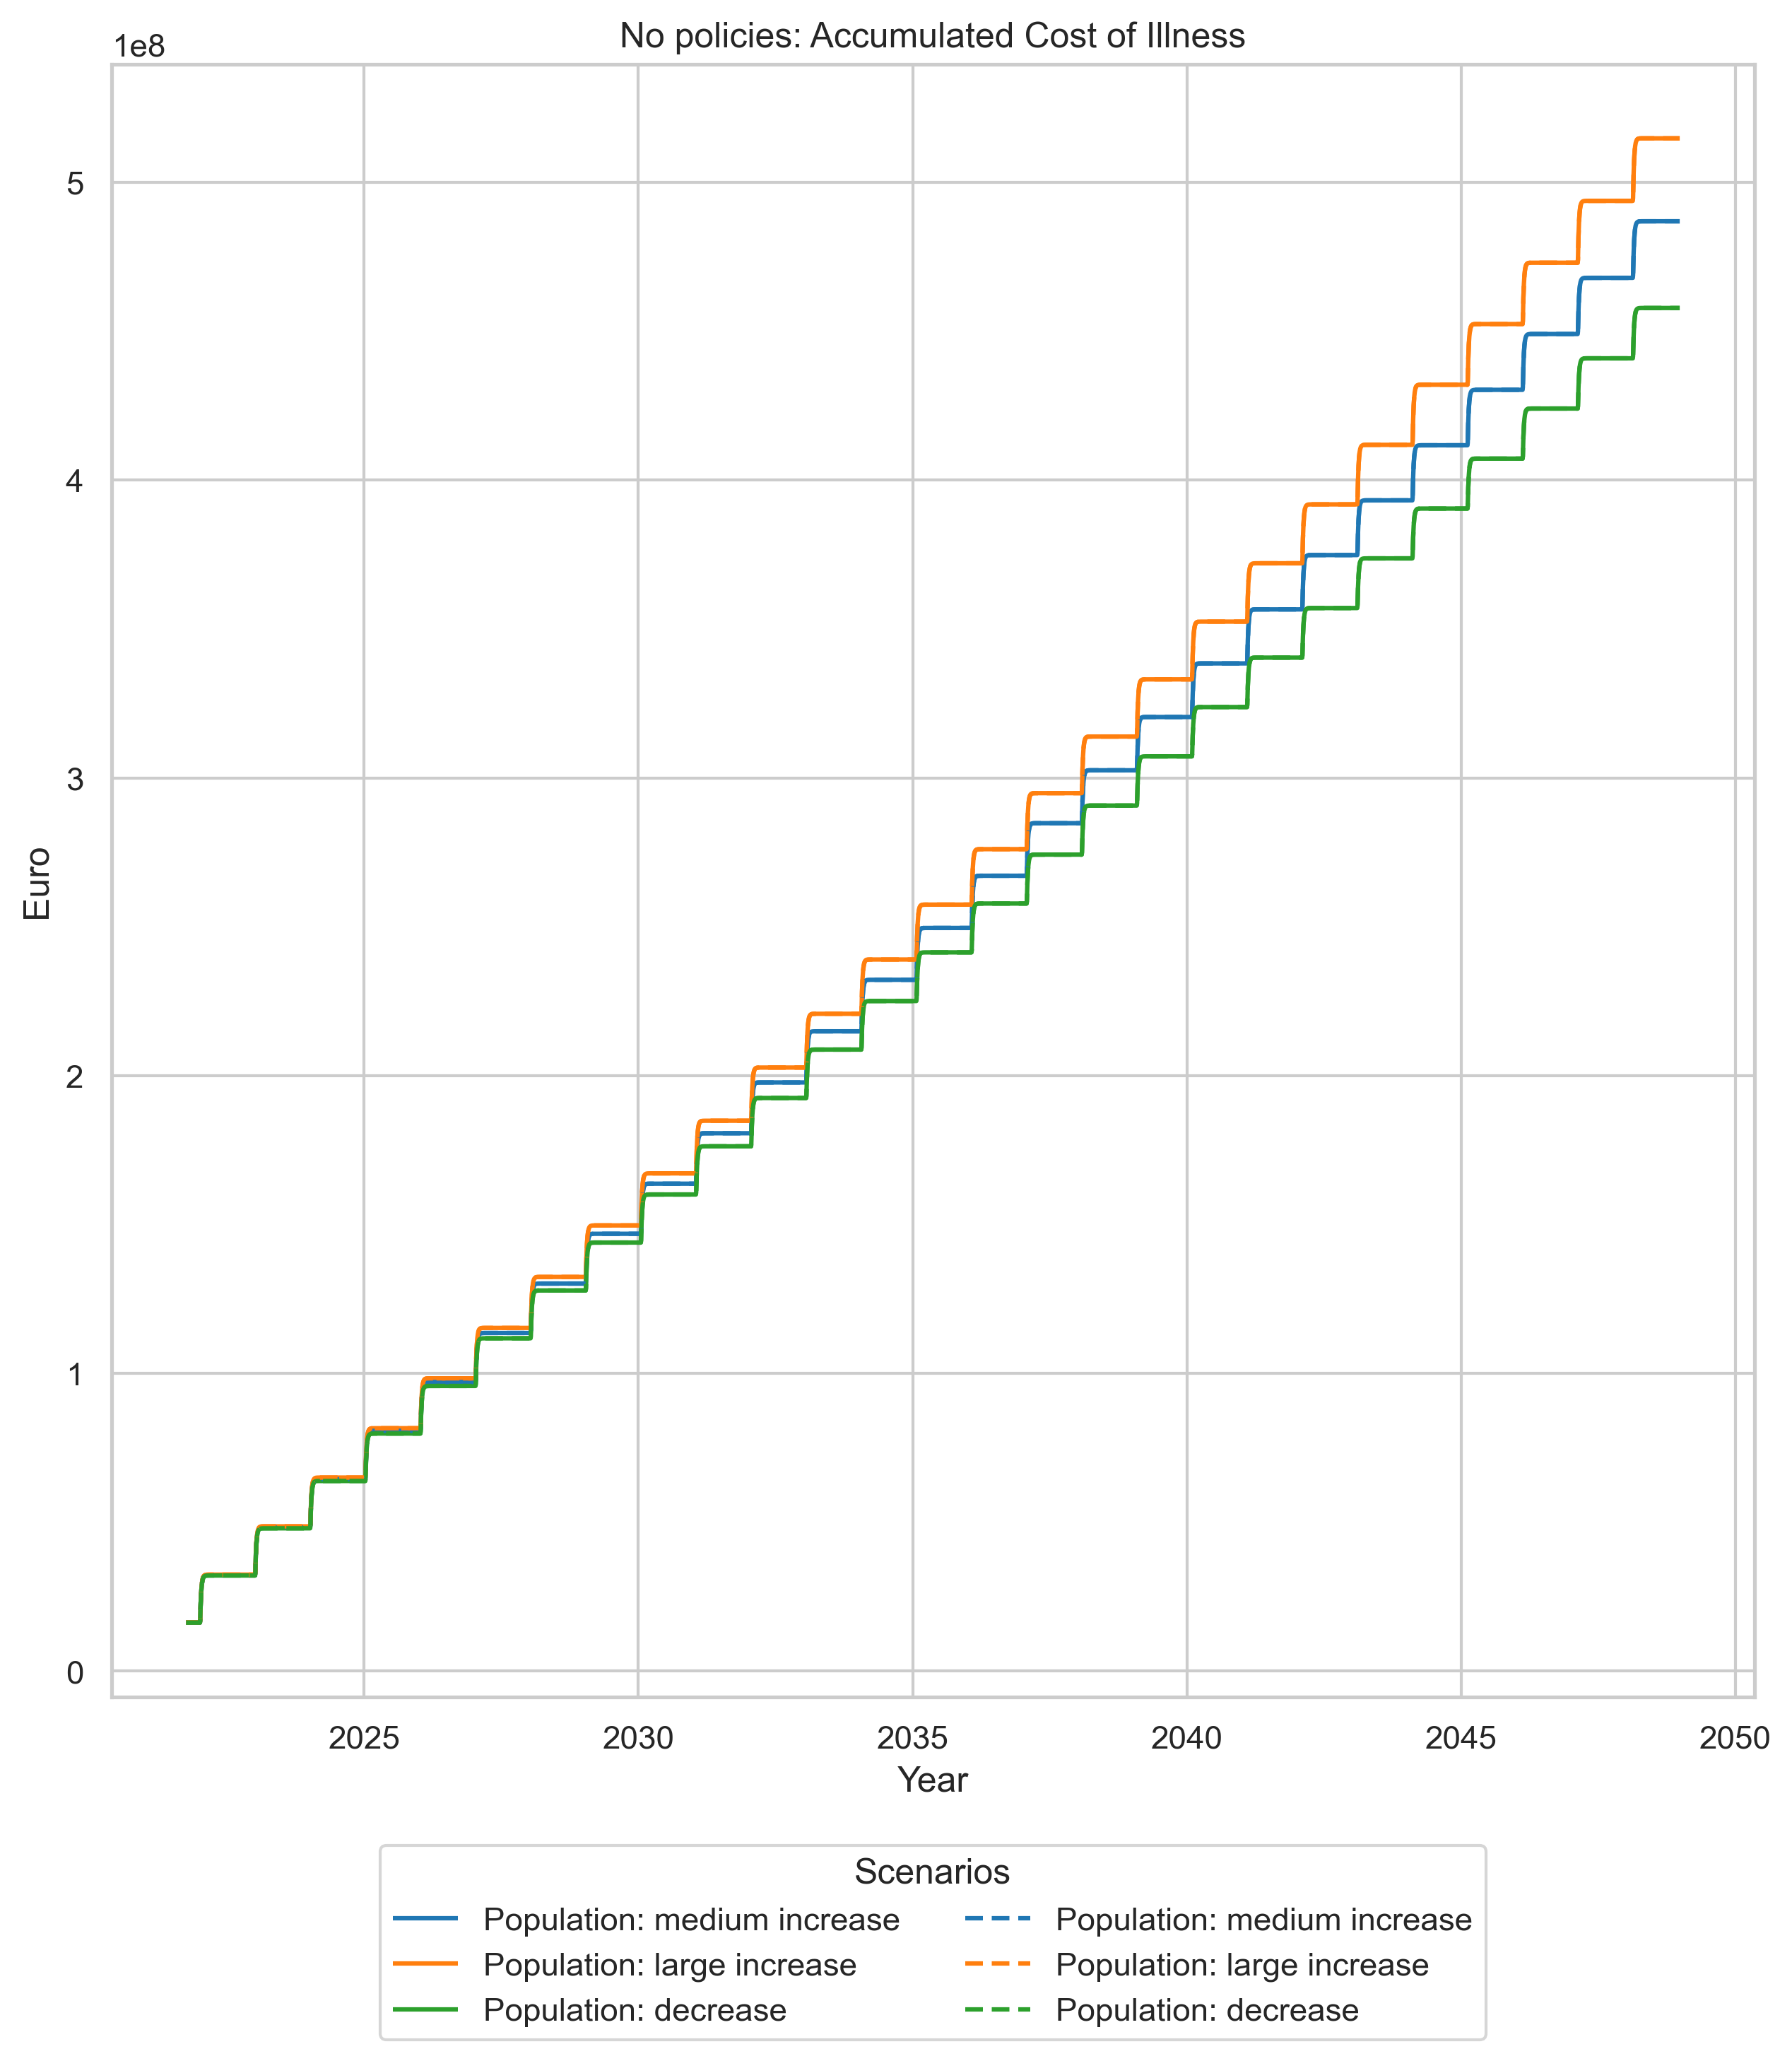 No policies: Accumulated Cost of Illness
1e8
5
4
3
2
1
0
Euro
2025 2030 2035 2040 2045 2050
Year
Scenarios
Population: medium increase Population: medium increase
Population: large increase Population: large increase
Population: decrease Population: decrease